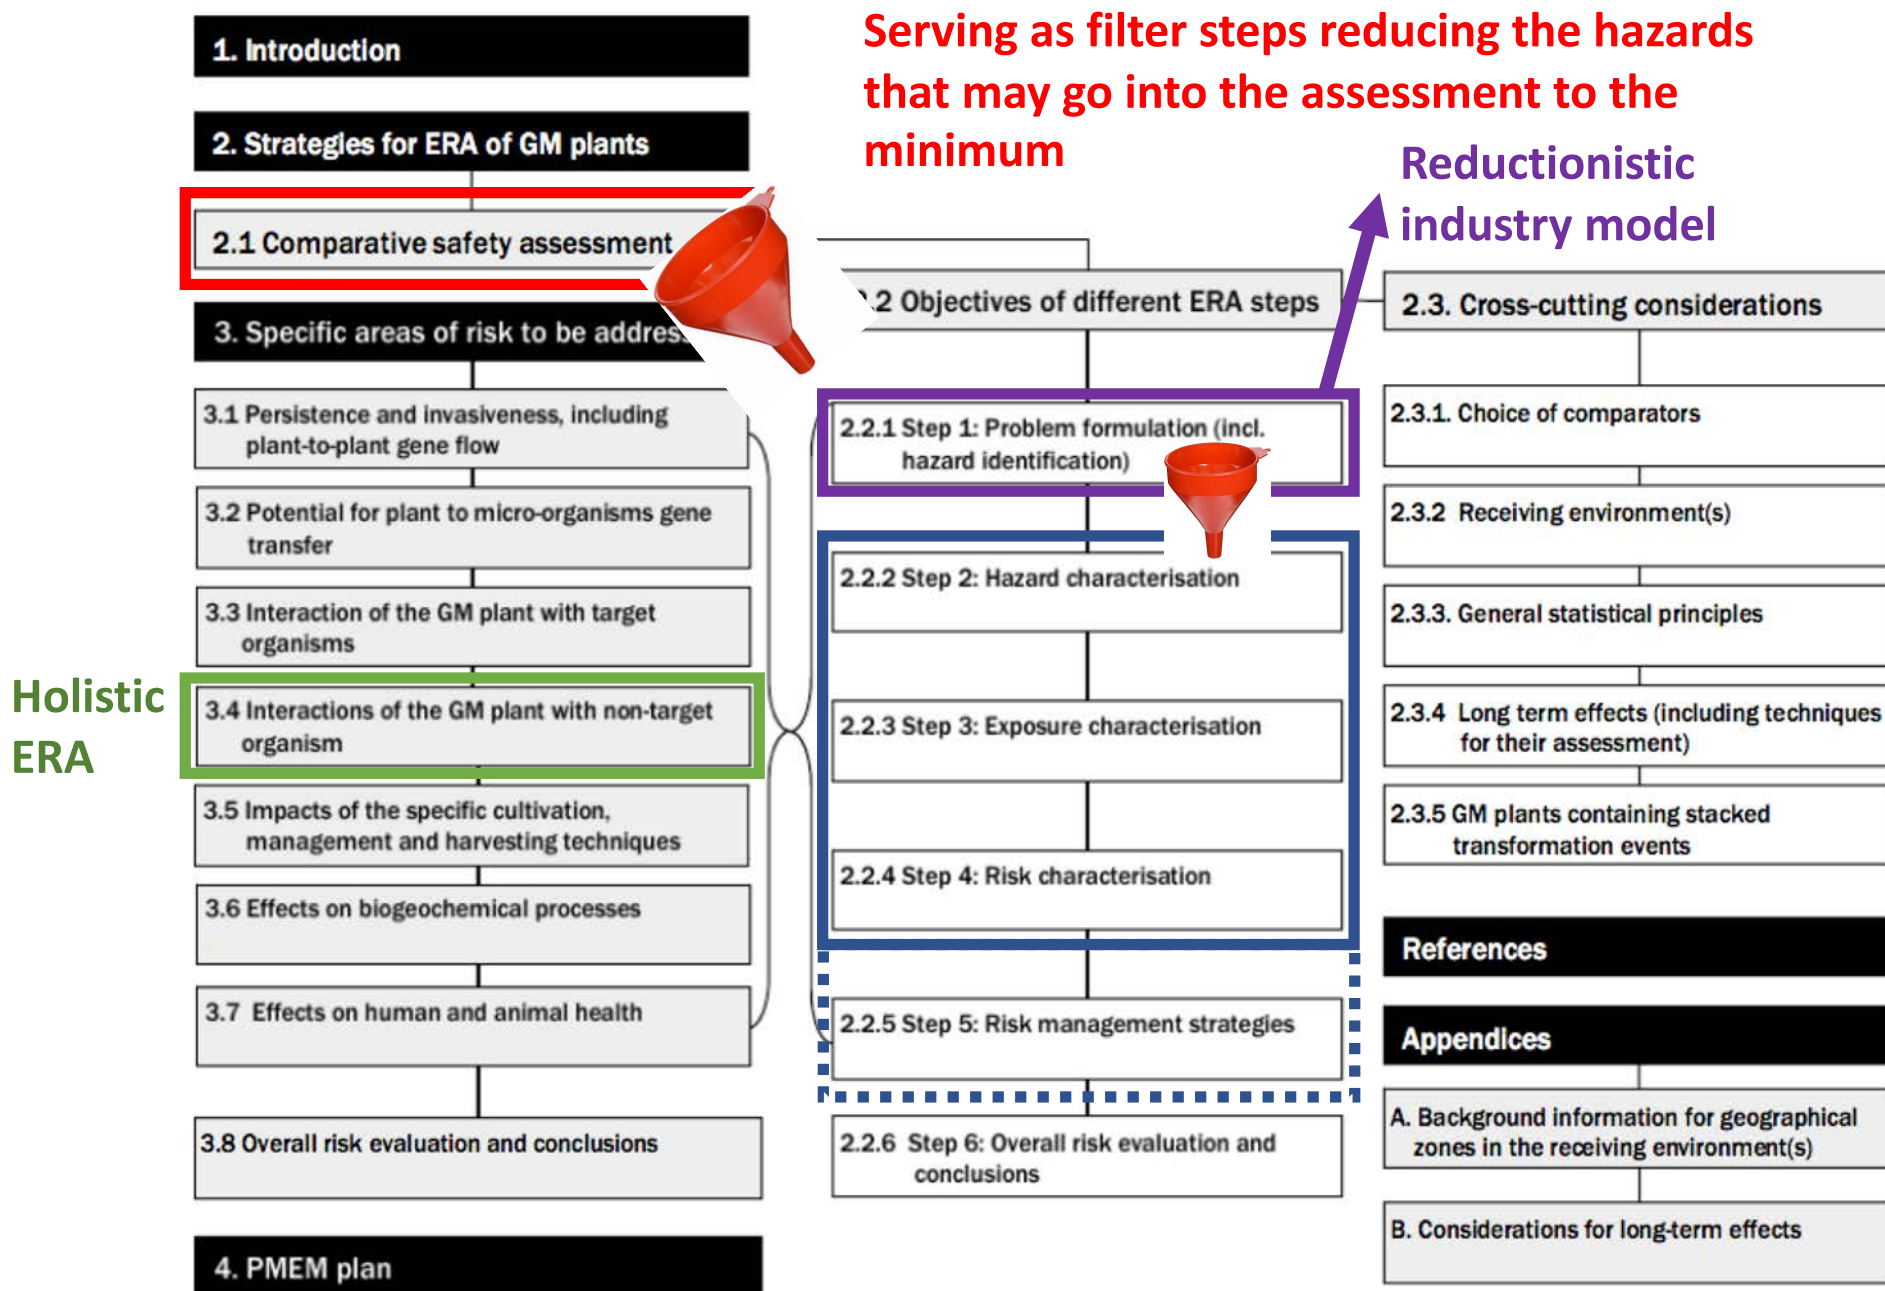 1. Introduction
2. Strategies for ERA of GM plants
2.1 Comparative safety assessment
3. Specific areas of risk to be addres
3.1 Persistence and invasiveness, including
plant-to-plant gene flow
3.2 Potential for plant to micro-organisms gene
transfer
3.3 Interaction of the GM plant with target
organisms
Holistic
ERA
3.4 Interactions of the GM plant with non-target
organism
3.5 Impacts of the specific cultivation,
management and harvesting techniques
3.6 Effects on biogeochemical processes
3.7 Effects on human and animal health
3.8 Overall risk evaluation and conclusions
4. PMEM plan
Serving as filter steps reducing the hazards
that may go into the assessment to the
minimum
Reductionistic
industry model
.2 Objectives of different ERA steps
2.2.1 Step 1: Problem formulation (incl.
hazard identification)
2.2.2 Step 2: Hazard characterisation
2.2.3 Step 3: Exposure characterisation
2.2.4 Step 4: Risk characterisation
2.2.5 Step 5: Risk management strategies
2.2.6 Step 6: Overall risk evaluation and
conclusions
2.3. Cross-cutting considerations
2.3.1. Choice of comparators
2.3.2 Receiving environment(s)
2.3.3. General statistical principles
2.3.4 Long term effects (including techniques
for their assessment)
2.3.5 GM plants containing stacked
transformation events
References
Appendices
A. Background information for geographical
zones in the receiving environment(s)
B. Considerations for long-term effects